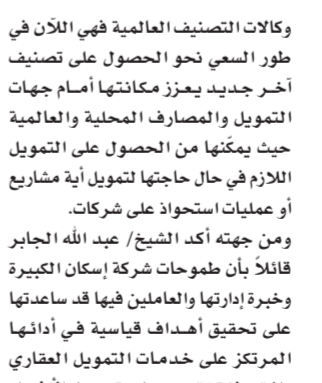 وكالات التصنيف العالمية فهي اللآن في
طور السعي نحو الحصول على تصنيف
آخر جديد يعزز مكانتها أمام جهات
التمويل والمصارف المحلية والعالمية
حيث يمكّنها من الحصول على التمويل
اللازم في حال حاجتها لتمويل أية مشاريع
أو عمليات استحواذ على شركات.
ومن جهته أكد الشيخ/ عبد الله الجابر
قائلاً بأن طموحات شركة إسكان الكبيرة
وخبرة إدارتها والعاملين فيها قد ساعدتها
على تحقيق أهداف قياسية في أدائها
المرتكز على خدمات التمويل العقاري